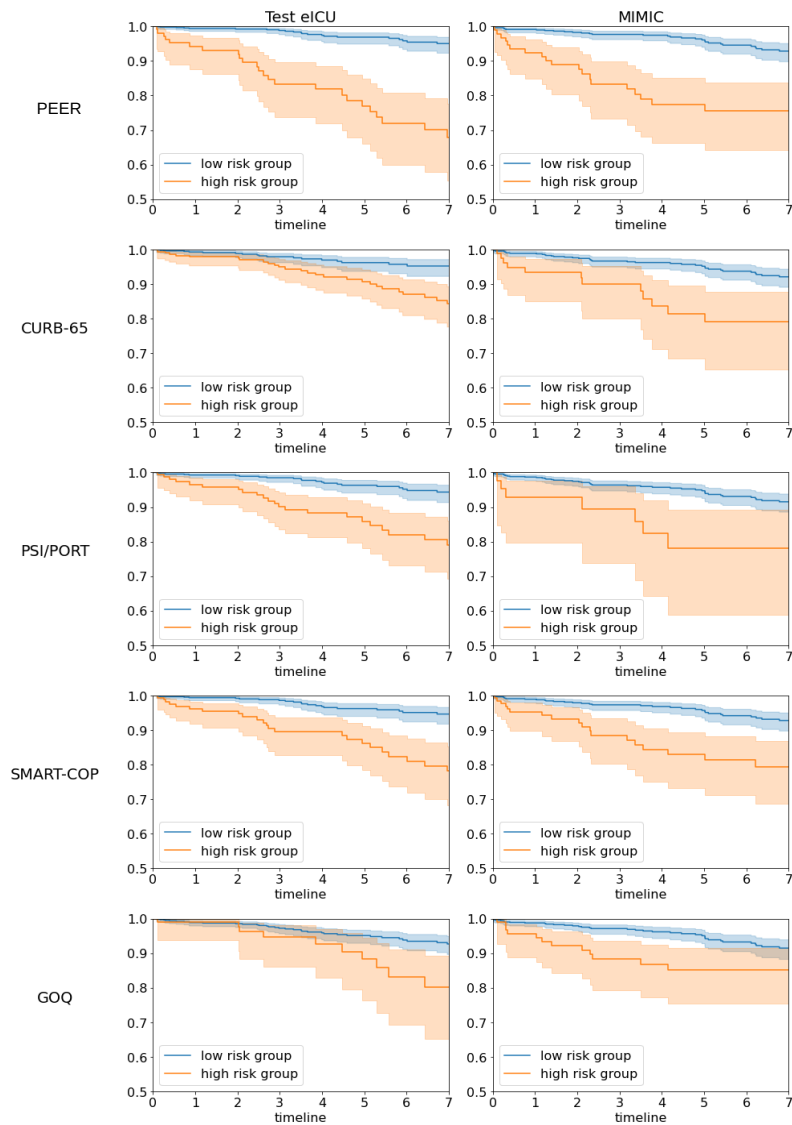 Test eICU MIMIC
PEER
1.0 0.9 0.8 0.7 0.6 0.5
low risk group
high risk group
0 1 2 3 4 5 6 7
timeline
1.0 0.9 0.8 0.7 0.6 0.5
low risk group
high risk group
0 1 2 3 4 5 6 7
timeline
CURB-65
1.0 0.9 0.8 0.7 0.6 0.5
low risk group
high risk group
0 1 2 3 4 5 6 7
timeline
1.0 0.9 0.8 0.7 0.6 0.5
low risk group
high risk group
0 1 2 3 4 5 6 7
timeline
PSI/PORT
1.0 0.9 0.8 0.7 0.6 0.5
low risk group
high risk group
0 1 2 3 4 5 6 7
timeline
1.0 0.9 0.8 0.7 0.6 0.5
low risk group
high risk group
0 1 2 3 4 5 6 7
timeline
SMART-COP
1.0 0.9 0.8 0.7 0.6 0.5
low risk group
high risk group
0 1 2 3 4 5 6 7
timeline
1.0 0.9 0.8 0.7 0.6 0.5
low risk group
high risk group
0 1 2 3 4 5 6 7
timeline
GOQ
1.0 0.9 0.8 0.7 0.6 0.5
low risk group
high risk group
0 1 2 3 4 5 6 7
timeline
1.0 0.9 0.8 0.7 0.6 0.5
low risk group
high risk group
0 1 2 3 4 5 6 7
timeline